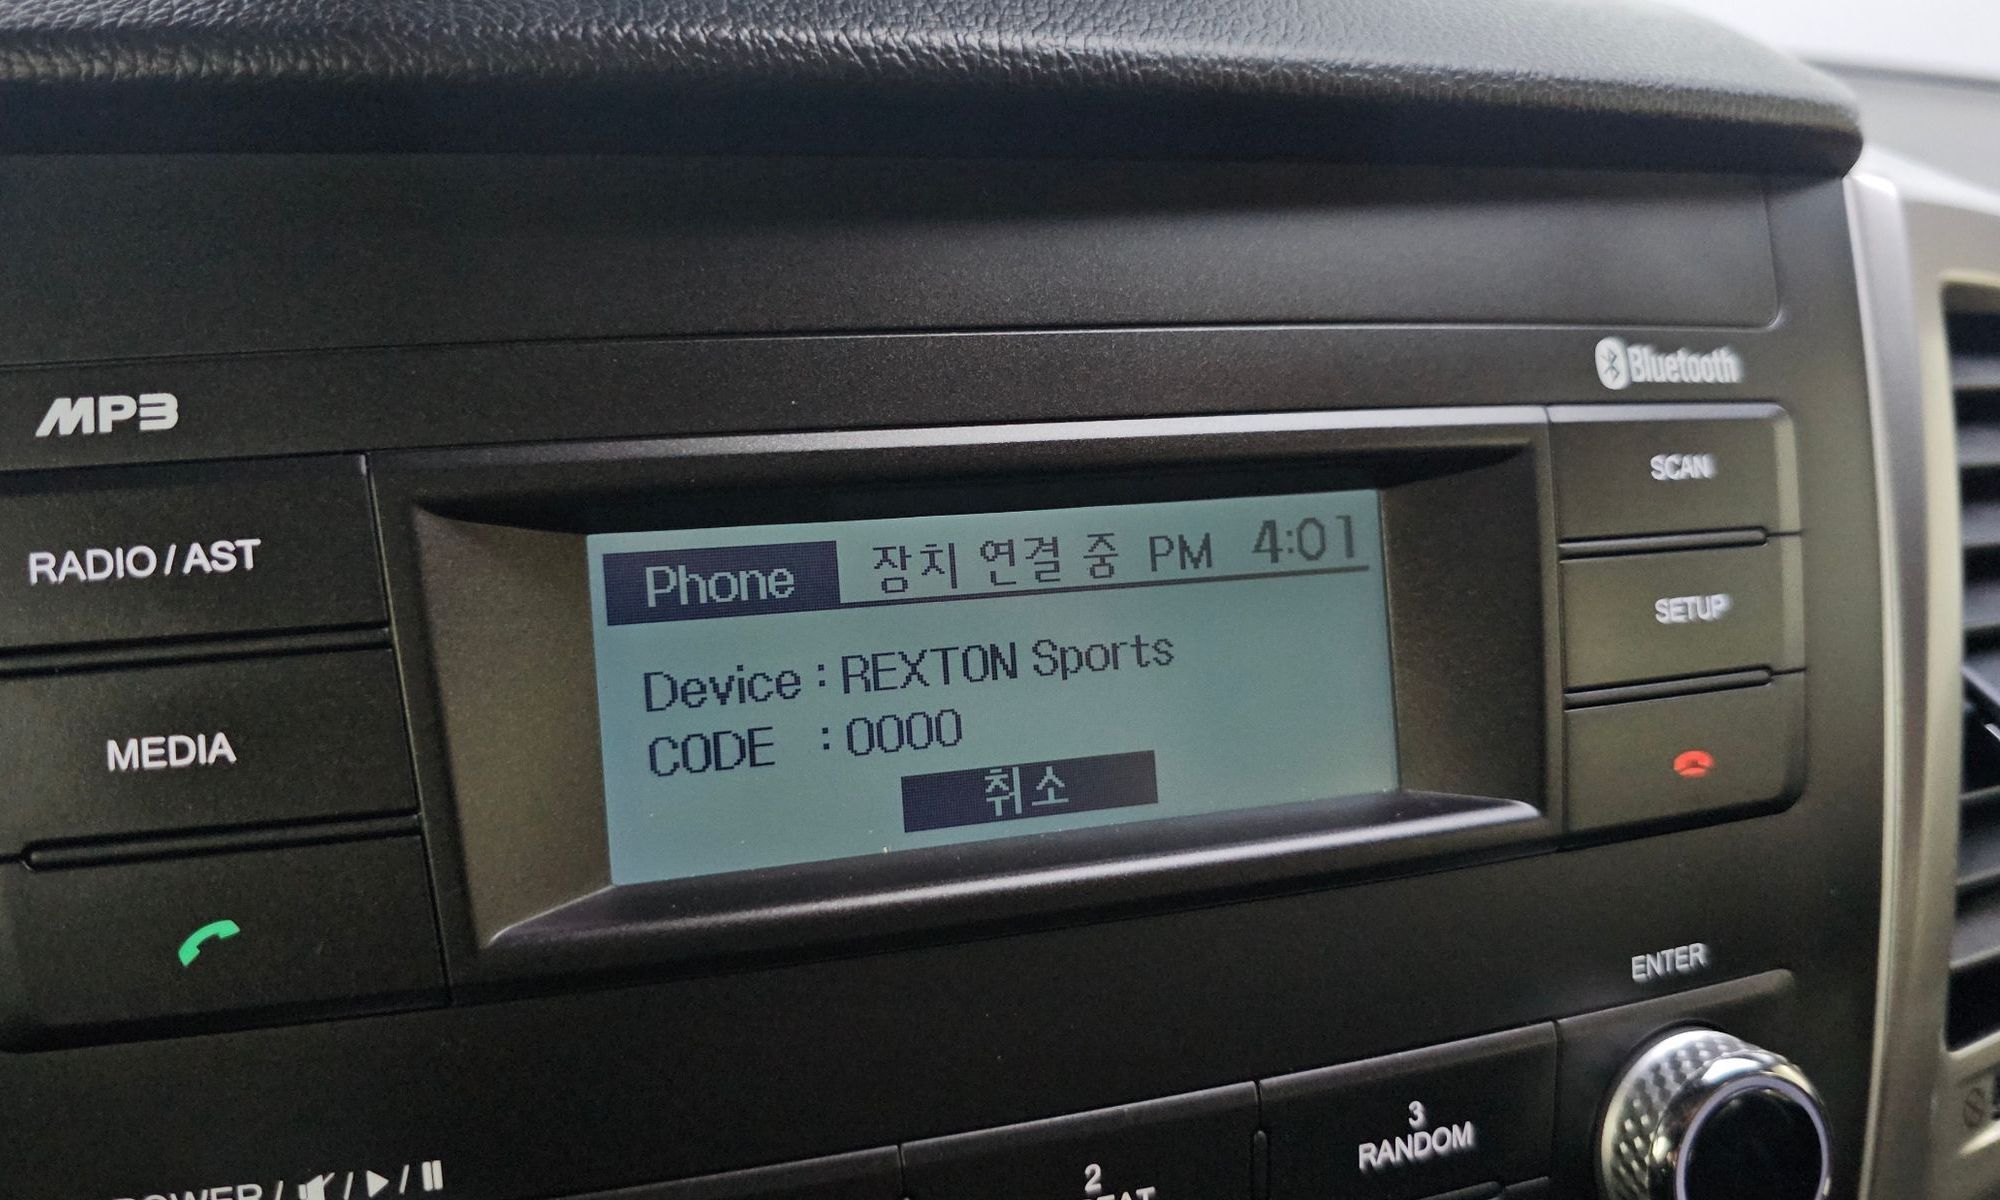 MP3
Bluetooth
RADIO / AST
SCAN
Phone 장치 연결 중 PM 4:01
SETUP
Device : REXTON Sports
MEDIA
CODE : 0000
취소
ENTER
3
RANDOM
2
POWER /